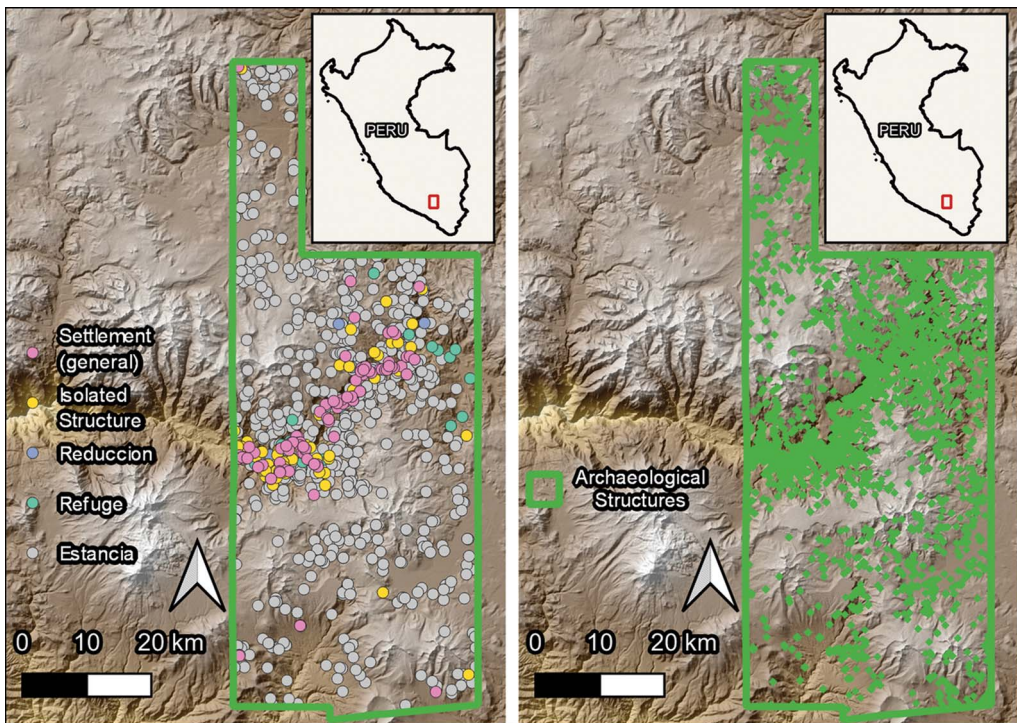 PERU
Settlement
(general)
Isolated
Structure
Reduccion
Refuge
Estancia
0 10 20 km
PERU
Archaeological
Structures
0 10 20 km